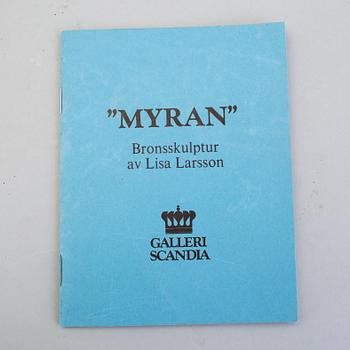 ”MYRAN”
Bronsskulptur
av Lisa Larsson
GALLERI
SCANDIA